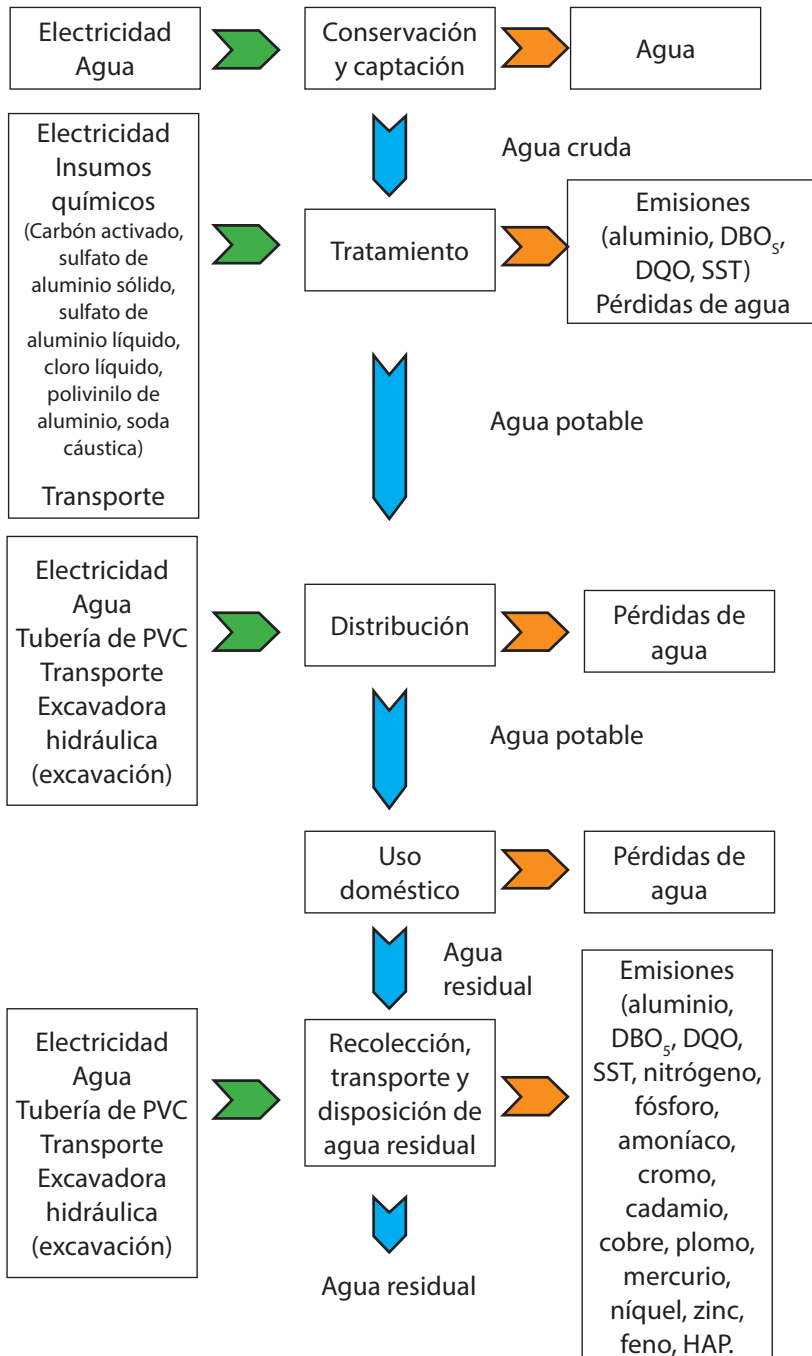 Electricidad
Agua
Conservación
y captación
Agua
Agua cruda
Electricidad
Insumos
químicos
(Carbón activado,
sulfato de
aluminio sólido,
sulfato de
aluminio líquido,
cloro líquido,
polivinilo de
aluminio, soda
cáustica)
Transporte
Tratamiento
Emisiones
(aluminio, DBO₅,
DQO, SST)
Pérdidas de agua
Agua potable
Electricidad
Agua
Tubería de PVC
Transporte
Excavadora
hidráulica
(excavación)
Distribución
Pérdidas de
agua
Agua potable
Uso
doméstico
Pérdidas de
agua
Agua
residual
Electricidad
Agua
Tubería de PVC
Transporte
Excavadora
hidráulica
(excavación)
Recolección,
transporte y
disposición de
agua residual
Emisiones
(aluminio,
DBO₅, DQO,
SST, nitrógeno,
fósforo,
amoníaco,
cromo,
cadamio,
cobre, plomo,
mercurio,
níquel, zinc,
feno, HAP.
Agua residual